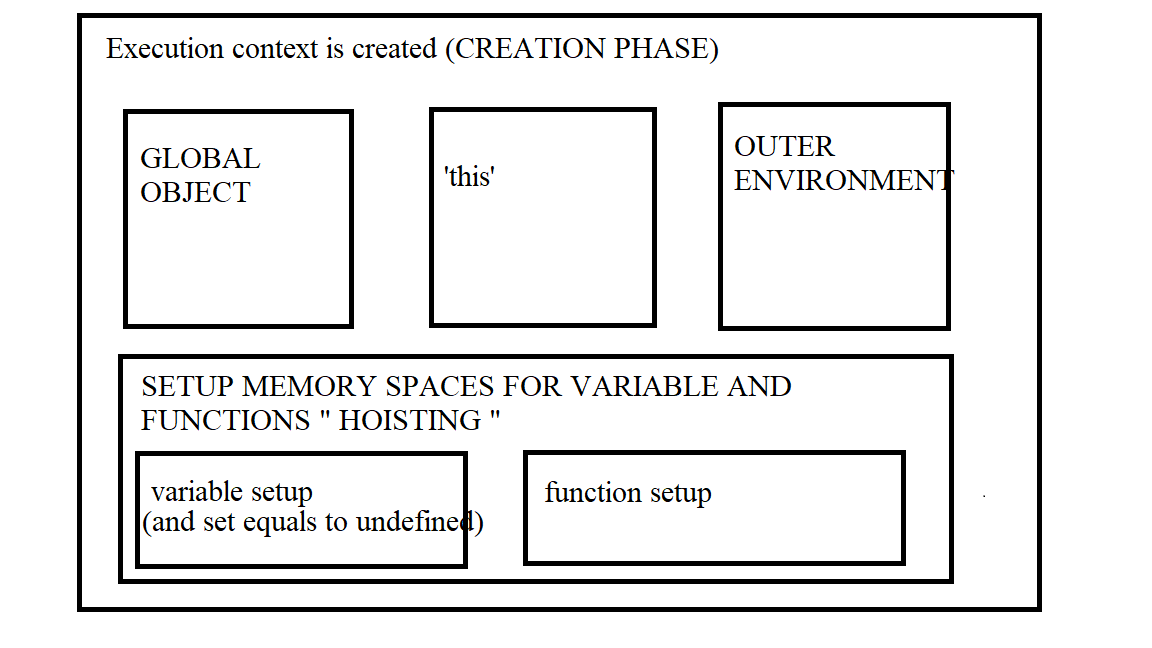 Execution context is created (CREATION PHASE)
GLOBAL
OBJECT
'this'
OUTER
ENVIRONMENT
SETUP MEMORY SPACES FOR VARIABLE AND
FUNCTIONS " HOISTING "
variable setup
(and set equals to undefined)
function setup